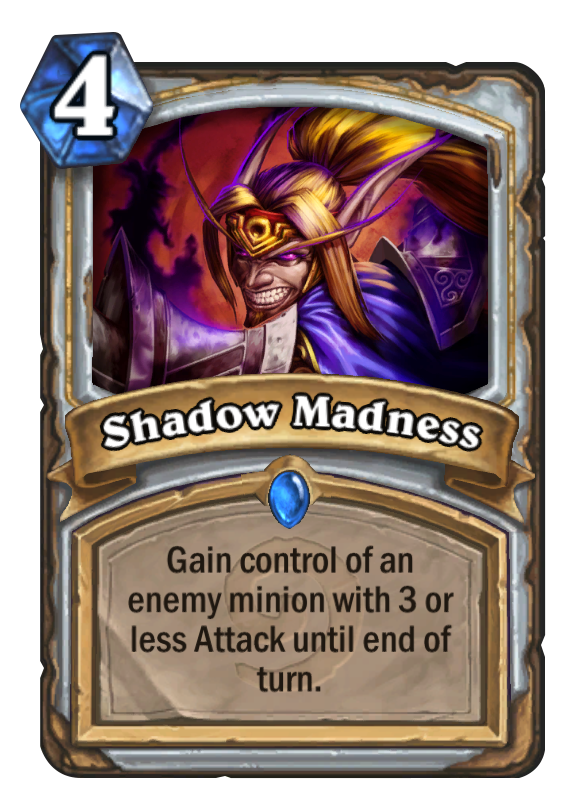 4
Shadow Madness
Gain control of an
enemy minion with 3 or
less Attack until end of
turn.